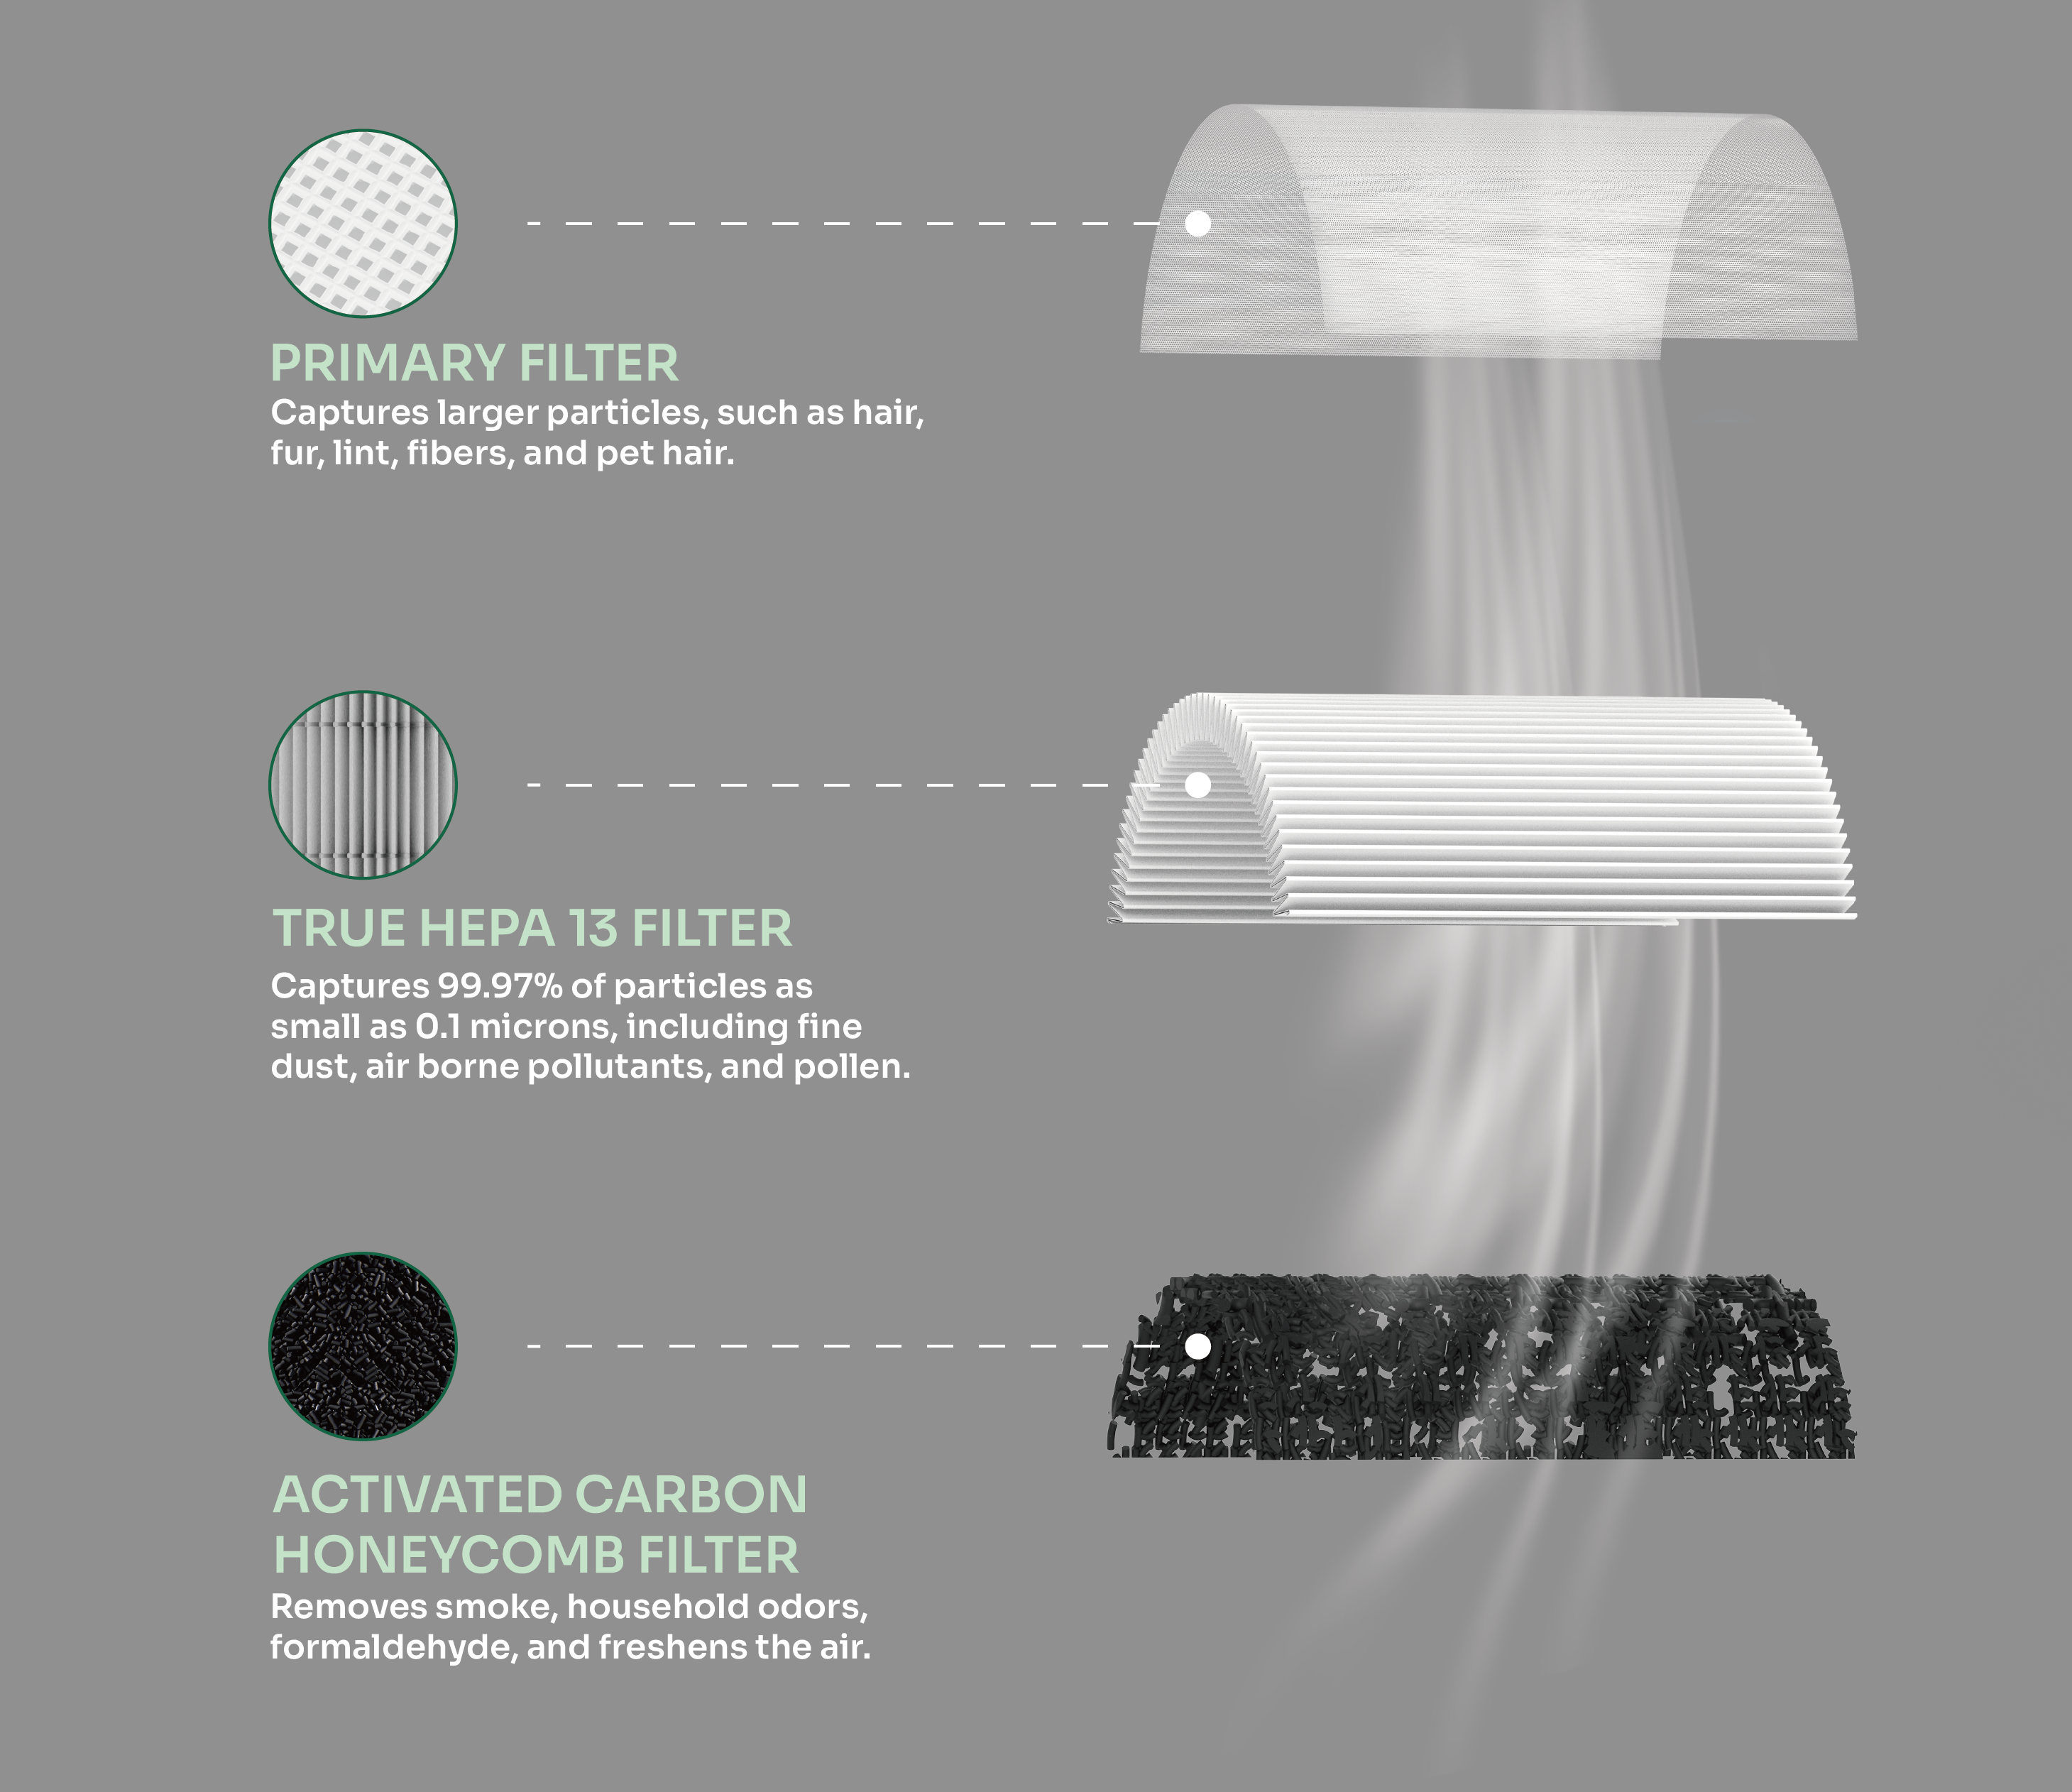 PRIMARY FILTER
Captures larger particles, such as hair,
fur, lint, fibers, and pet hair.
TRUE HEPA 13 FILTER
Captures 99.97% of particles as
small as 0.1 microns, including fine
dust, air borne pollutants, and pollen.
ACTIVATED CARBON
HONEYCOMB FILTER
Removes smoke, household odors,
formaldehyde, and freshens the air.